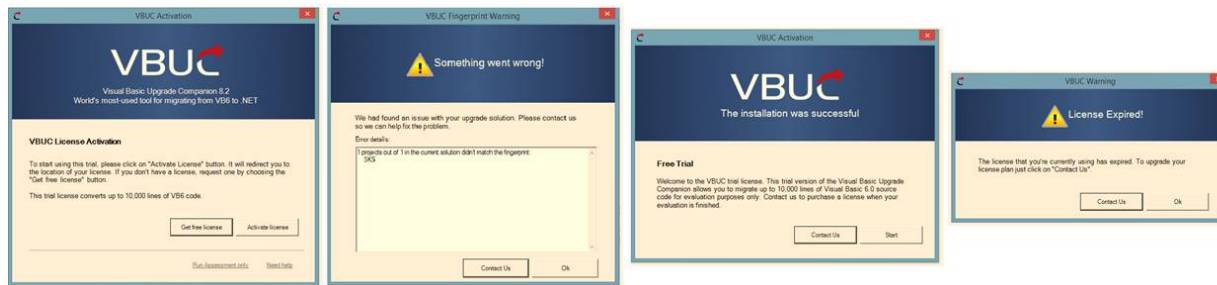 VBUC Activation
VBUC
Visual Basic Upgrade Companion 8.2
World's most-used tool for migrating from VB6 to .NET
VBUC License Activation
To start using this trial, please click on "Activate License" button. It will redirect you to
the location of your license. If you don't have a license, request one by choosing the
"Get free license" button.
This trial license converts up to 10,000 lines of VB6 code.
Get free license
Activate license
Run Assessment only
Need help
VBUC Fingerprint Warning
Something went wrong!
We had found an issue with your upgrade solution. Please contact us
so we can help fix the problem.
Error details:
1 projects out of 1 in the current solution didn't match the fingerprint:
SKS
Contact Us
Ok
VBUC Activation
VBUC
The installation was successful
Free Trial
Welcome to the VBUC trial license. This trial version of the Visual Basic Upgrade
Companion allows you to migrate up to 10,000 lines of Visual Basic 6.0 source
code for evaluation purposes only. Contact us to purchase a license when your
evaluation is finished.
Contact Us
Start
VBUC Warning
License Expired!
The license that you're currently using has expired. To upgrade your
license plan just click on "Contact Us".
Contact Us
Ok